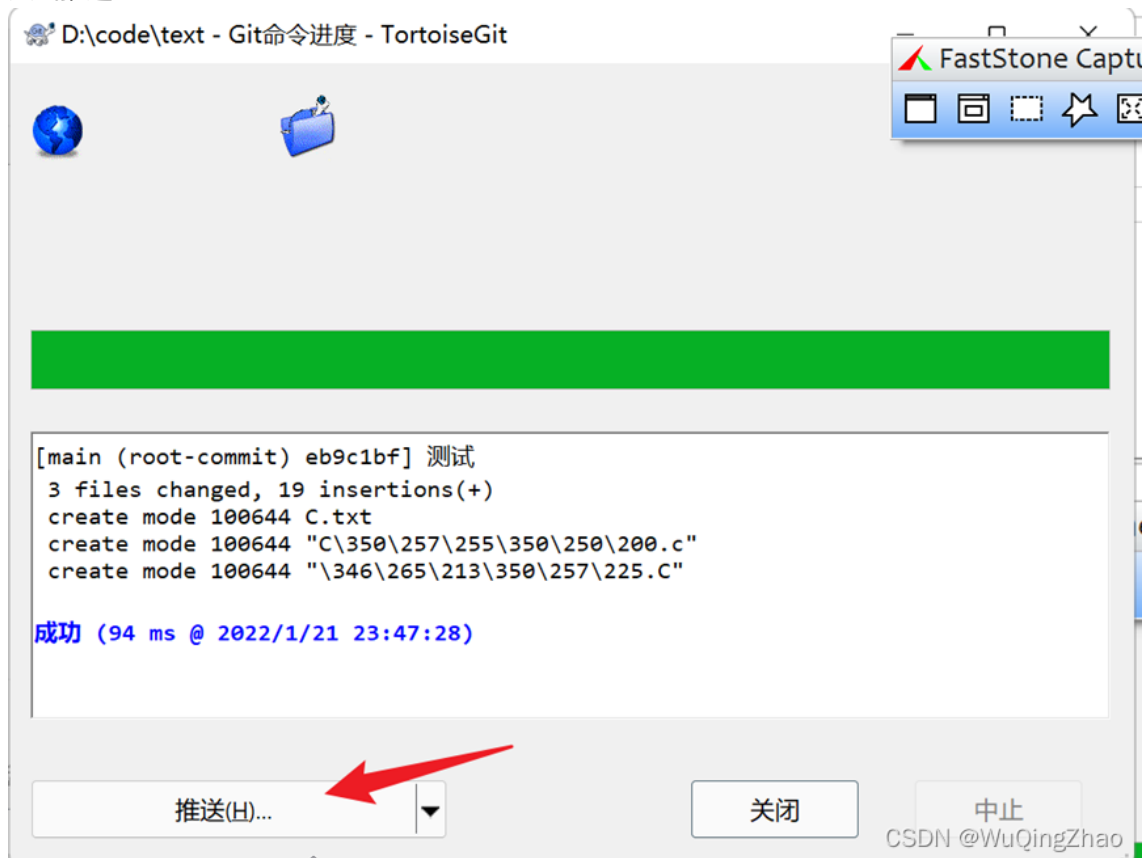 D:\code\text - Git命令进度 - TortoiseGit
FastStone Captu
[main (root-commit) eb9c1bf] 测试
3 files changed, 19 insertions(+)
create mode 100644 C.txt
create mode 100644 "C\350\257\255\350\250\200.c"
create mode 100644 "\346\265\213\350\257\225.C"
成功 (94 ms @ 2022/1/21 23:47:28)
推送(H)...
关闭
中止
CSDN @WuQingZhao